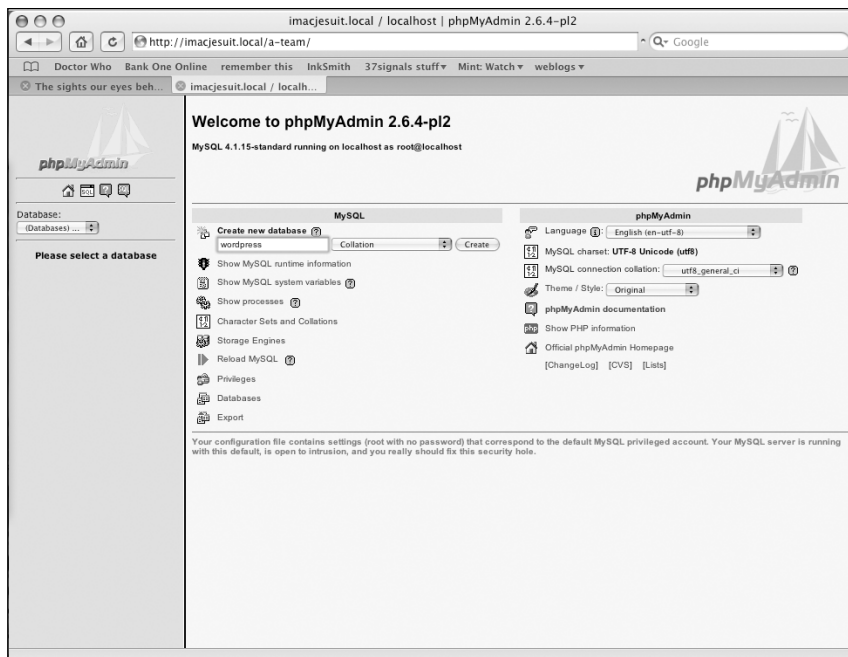 imacjesuit.local / localhost | phpMyAdmin 2.6.4-pl2
http://imacjesuit.local/a-team/
Google
Doctor Who Bank One Online remember this InkSmith 37signals stuff Mint: Watch weblogs
The sights our eyes beh... imacjesuit.local / localh...
phpMyAdmin
SQL
Database:
(Databases) ...
Please select a database
Welcome to phpMyAdmin 2.6.4-pl2
MySQL 4.1.15-standard running on localhost as root@localhost
phpMyAdmin
MySQL
Create new database
wordpress Collation Create
Show MySQL runtime information
Show MySQL system variables
Show processes
Character Sets and Collations
Storage Engines
Reload MySQL
Privileges
Databases
Export
phpMyAdmin
Language : English (en-utf-8)
MySQL charset: UTF-8 Unicode (utf8)
MySQL connection collation: utf8_general_ci
Theme / Style: Original
phpMyAdmin documentation
php Show PHP information
Official phpMyAdmin Homepage
[ChangeLog] [CVS] [Lists]
Your configuration file contains settings (root with no password) that correspond to the default MySQL privileged account. Your MySQL server is running
with this default, is open to intrusion, and you really should fix this security hole.